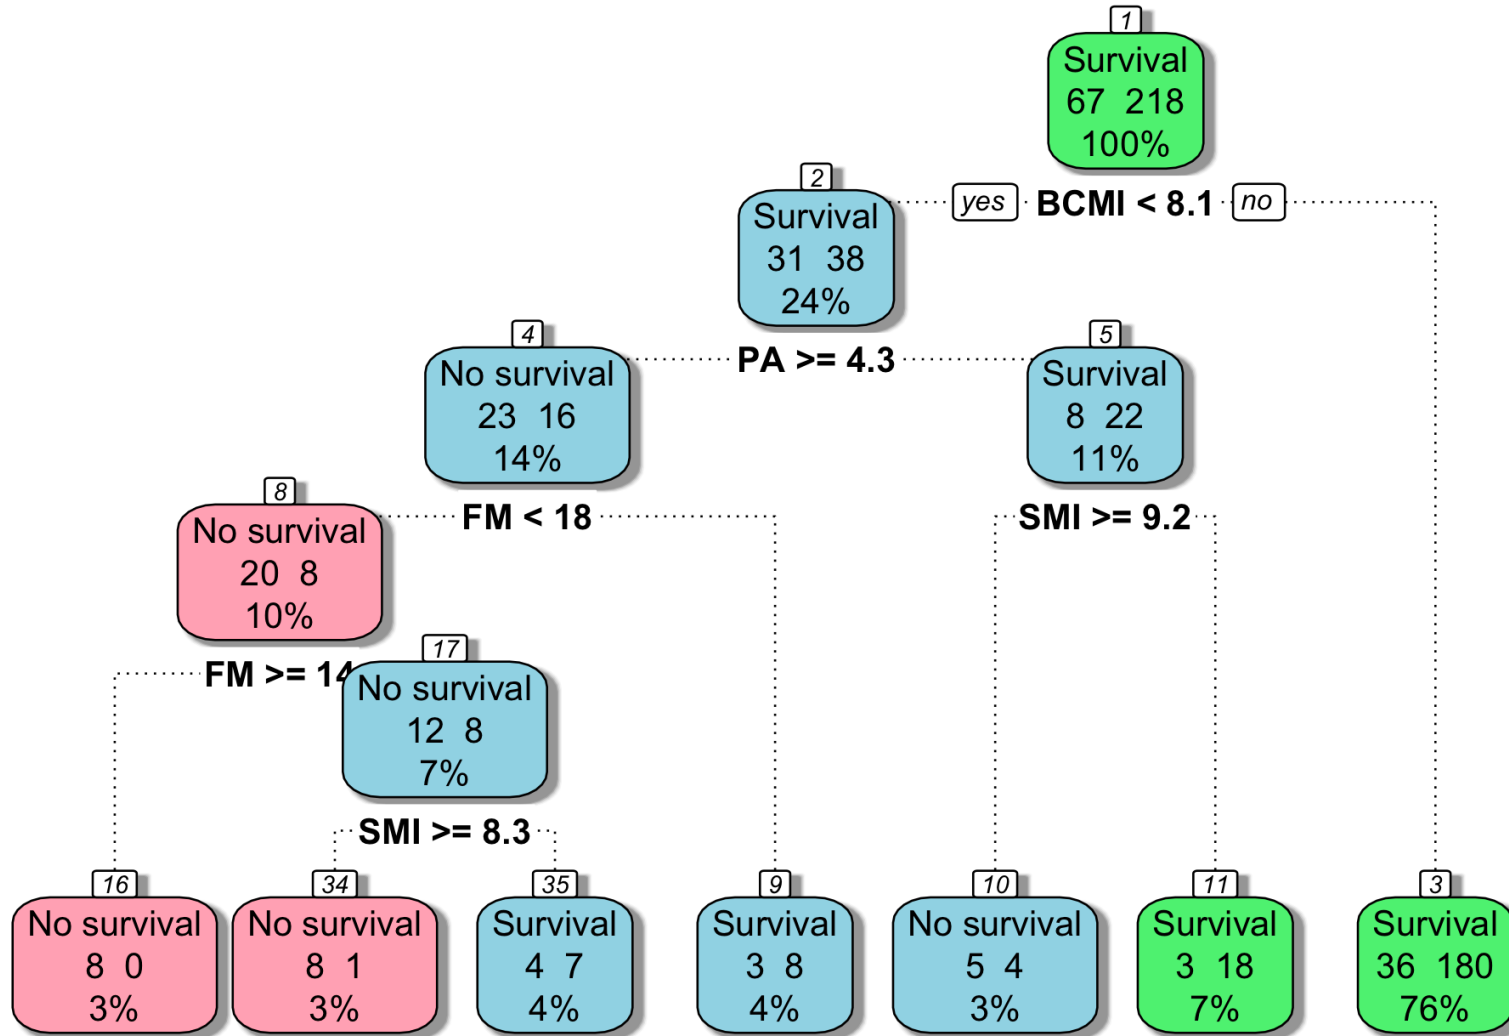 1
Survival
67 218
100%
yes
BCMI < 8.1
no
2
Survival
31 38
24%
PA >= 4.3
4
No survival
23 16
14%
5
Survival
8 22
11%
FM < 18
SMI >= 9.2
8
No survival
20 8
10%
FM >= 14
17
No survival
12 8
7%
SMI >= 8.3
16
No survival
8 0
3%
34
No survival
8 1
3%
35
Survival
4 7
4%
9
Survival
3 8
4%
10
No survival
5 4
3%
11
Survival
3 18
7%
3
Survival
36 180
76%